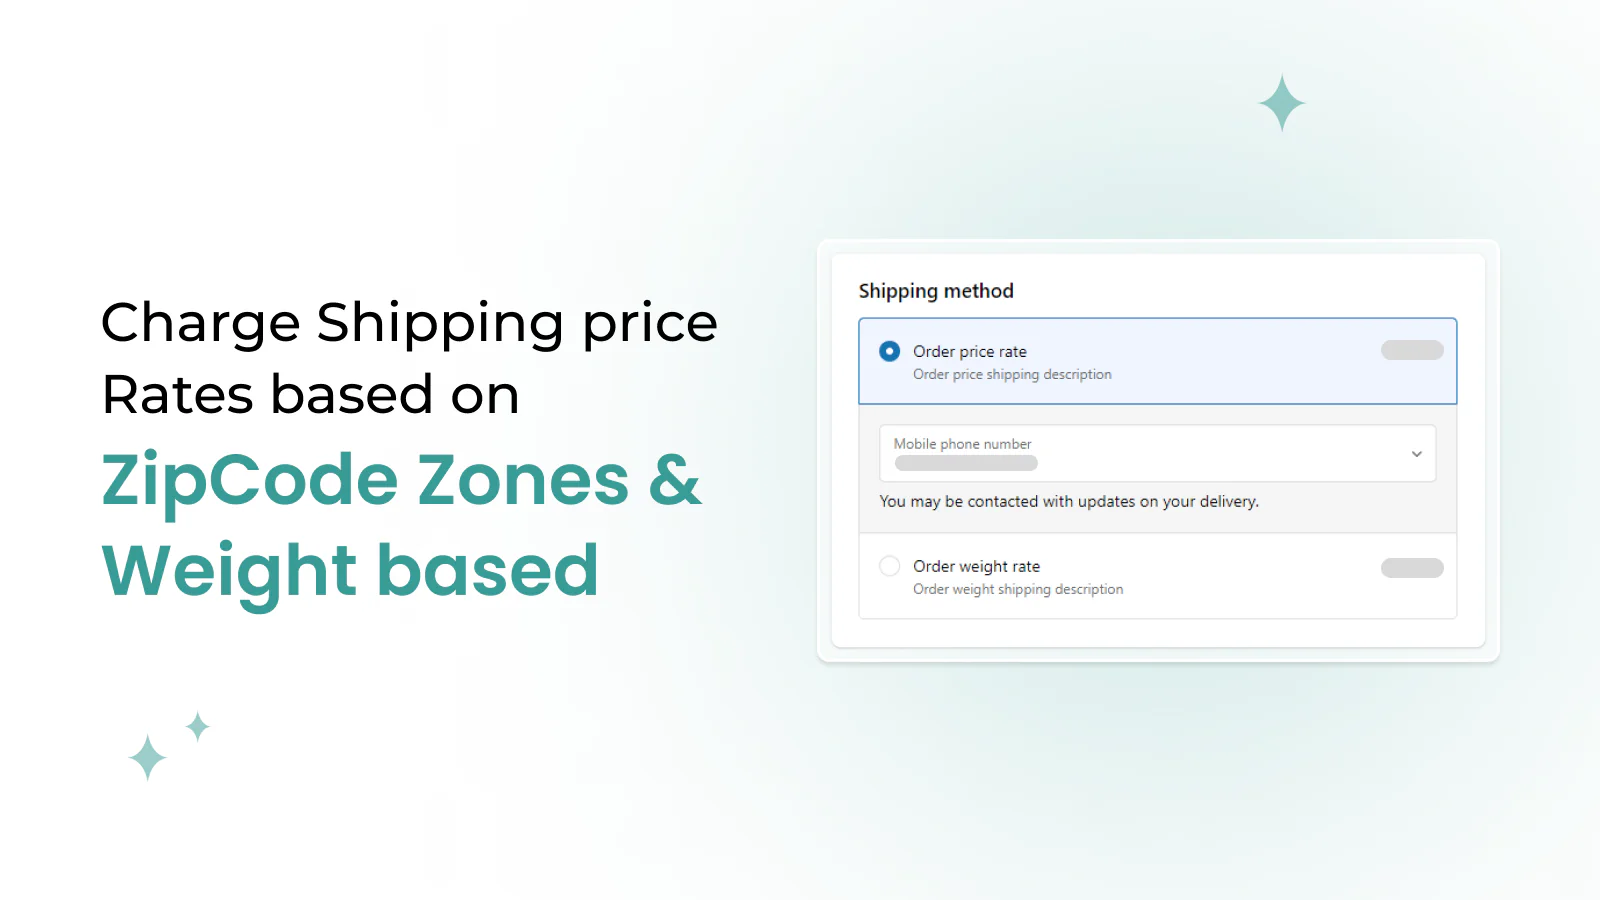 Charge Shipping price
Rates based on
ZipCode Zones &
Weight based
Shipping method
Order price rate
Order price shipping description
Mobile phone number
You may be contacted with updates on your delivery.
Order weight rate
Order weight shipping description